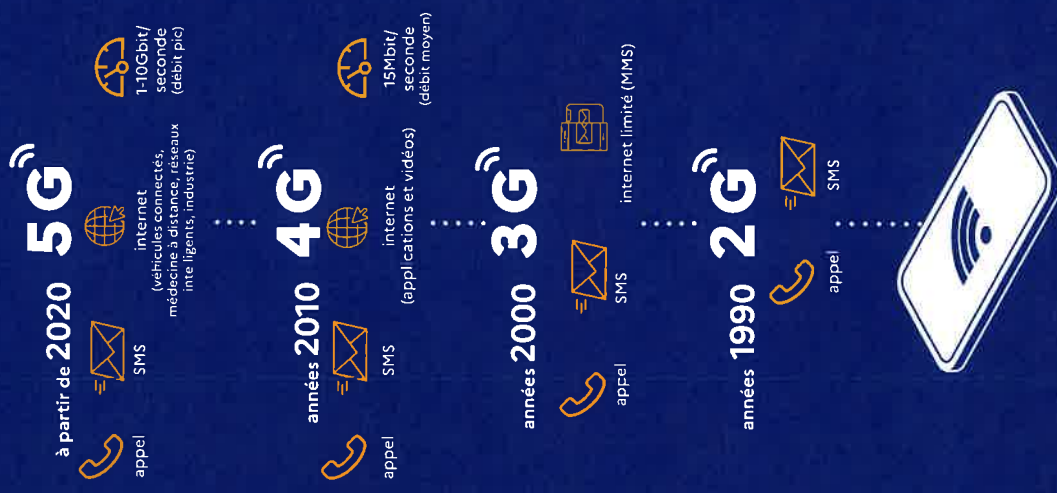 à partir de 2020 5G
appel
SMS
internet
(véhicules connectés,
médecine à distance, réseaux
inte ligents, industrie)
1-10Gbit/
seconde
(débit pic)
années 2010 4G
appel
SMS
internet
(applications et vidéos)
15Mbit/
seconde
(débit moyen)
années 2000 3G
appel
SMS
internet limité (MMS)
années 1990 2G
appel
SMS